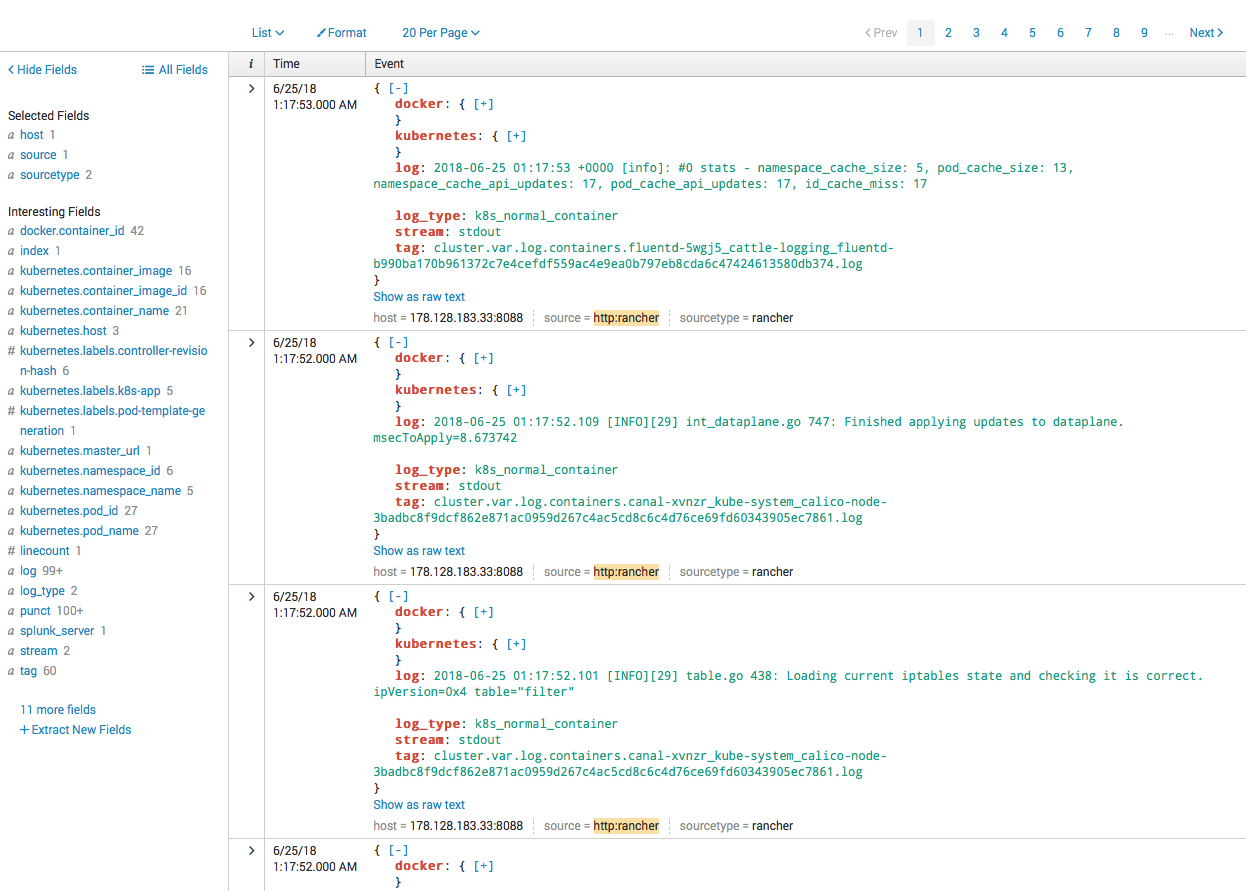 List Format 20 Per Page < Prev 1 2 3 4 5 6 7 8 9 ... Next >
< Hide Fields All Fields
Selected Fields
a host 1
a source 1
a sourcetype 2
Interesting Fields
a docker.container_id 42
a index 1
a kubernetes.container_image 16
a kubernetes.container_image_id 16
a kubernetes.container_name 21
a kubernetes.host 3
# kubernetes.labels.controller-revisio
n-hash 6
a kubernetes.labels.k8s-app 5
# kubernetes.labels.pod-template-ge
neration 1
a kubernetes.master_url 1
a kubernetes.namespace_id 6
a kubernetes.namespace_name 5
a kubernetes.pod_id 27
a kubernetes.pod_name 27
# linecount 1
a log 99+
a log_type 2
a punct 100+
a splunk_server 1
a stream 2
a tag 60
11 more fields
+ Extract New Fields
i Time Event
> 6/25/18 { [-]
1:17:53.000 AM docker: { [+]
}
kubernetes: { [+]
}
log: 2018-06-25 01:17:53 +0000 [info]: #0 stats - namespace_cache_size: 5, pod_cache_size: 13,
namespace_cache_api_updates: 17, pod_cache_api_updates: 17, id_cache_miss: 17
log_type: k8s_normal_container
stream: stdout
tag: cluster.var.log.containers.fluentd-5wgj5_cattle-logging_fluentd-
b990ba170b961372c7e4cefdf559ac4e9ea0b797eb8cda6c47424613580db374.log
}
Show as raw text
host = 178.128.183.33:8088 source = http:rancher sourcetype = rancher
> 6/25/18 { [-]
1:17:52.000 AM docker: { [+]
}
kubernetes: { [+]
}
log: 2018-06-25 01:17:52.109 [INFO][29] int_dataplane.go 747: Finished applying updates to dataplane.
msecToApply=8.673742
log_type: k8s_normal_container
stream: stdout
tag: cluster.var.log.containers.canal-xvnzr_kube-system_calico-node-
3badbc8f9dcf862e871ac0959d267c4ac5cd8c6c4d76ce69fd60343905ec7861.log
}
Show as raw text
host = 178.128.183.33:8088 source = http:rancher sourcetype = rancher
> 6/25/18 { [-]
1:17:52.000 AM docker: { [+]
}
kubernetes: { [+]
}
log: 2018-06-25 01:17:52.101 [INFO][29] table.go 438: Loading current iptables state and checking it is correct.
ipVersion=0x4 table="filter"
log_type: k8s_normal_container
stream: stdout
tag: cluster.var.log.containers.canal-xvnzr_kube-system_calico-node-
3badbc8f9dcf862e871ac0959d267c4ac5cd8c6c4d76ce69fd60343905ec7861.log
}
Show as raw text
host = 178.128.183.33:8088 source = http:rancher sourcetype = rancher
> 6/25/18 { [-]
1:17:52.000 AM docker: { [+]
}